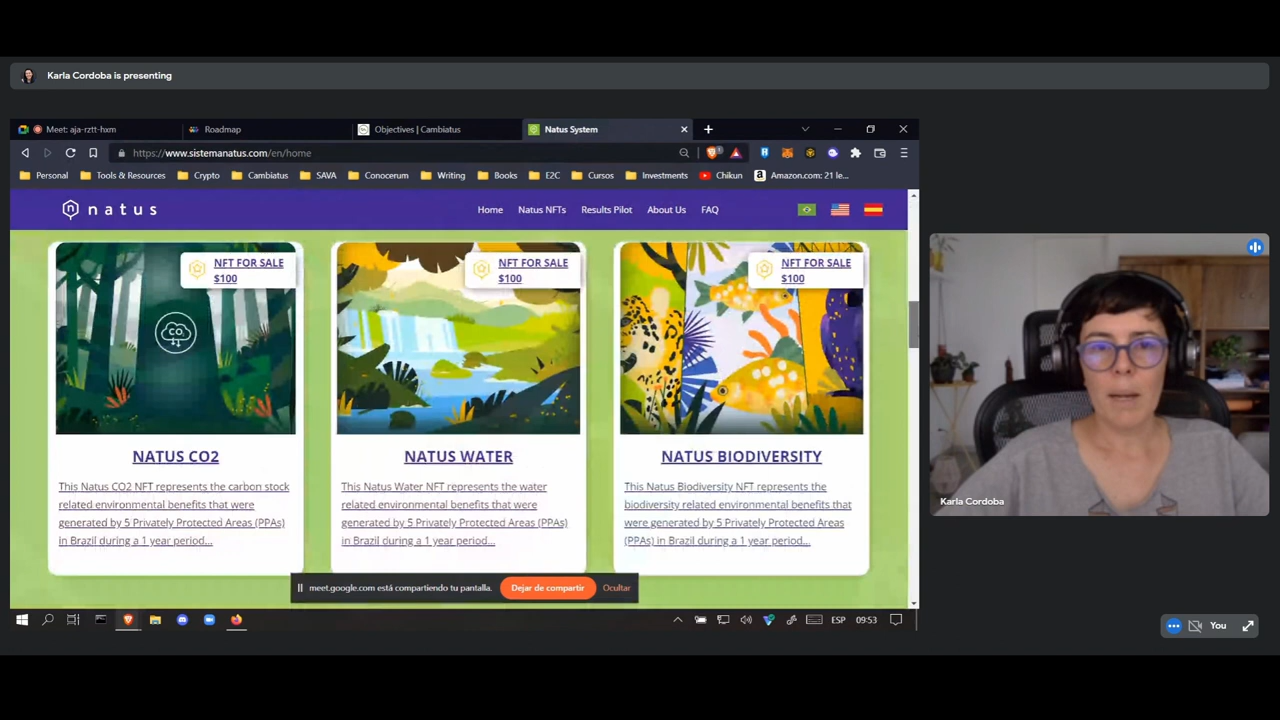 Karla Cordoba is presenting
Meet: aja-rztt-hxm
Roadmap
Objectives | Cambiatus
Natus System
https://www.sistemanatus.com/en/home
Personal
Tools & Resources
Crypto
Cambiatus
SAVA
Conocerum
Writing
Books
E2C
Cursos
Investments
Chikun
Amazon.com: 21 le...
natus
Home
Natus NFTs
Results Pilot
About Us
FAQ
NFT FOR SALE
$100
CO2
NATUS CO2
This Natus CO2 NFT represents the carbon stock
related environmental benefits that were
generated by 5 Privately Protected Areas (PPAs)
in Brazil during a 1 year period...
NFT FOR SALE
$100
NATUS WATER
This Natus Water NFT represents the water
related environmental benefits that were
generated by 5 Privately Protected Areas (PPAs)
in Brazil during a 1 year period...
NFT FOR SALE
$100
NATUS BIODIVERSITY
This Natus Biodiversity NFT represents the
biodiversity related environmental benefits that
were generated by 5 Privately Protected Areas
(PPAs) in Brazil during a 1 year period...
meet.google.com está compartiendo tu pantalla.
Dejar de compartir
Ocultar
ESP
09:53
Karla Cordoba
You